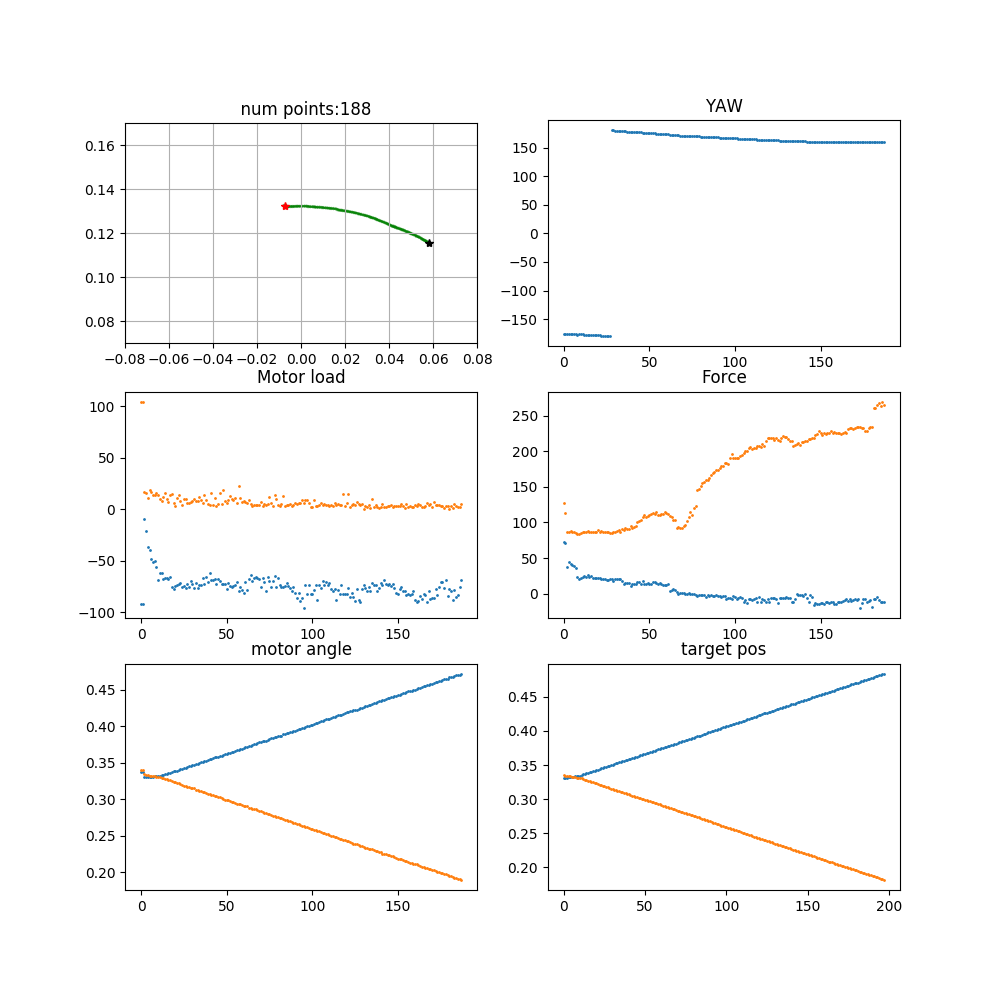 num points:188
YAW
0.16
0.14
0.12
0.10
0.08
−0.08 −0.06 −0.04 −0.02 0.00 0.02 0.04 0.06 0.08
150
100
50
0
−50
−100
−150
0 50 100 150
Motor load
Force
100
50
0
−50
−100
0 50 100 150
250
200
150
100
50
0
0 50 100 150
motor angle
target pos
0.45
0.40
0.35
0.30
0.25
0.20
0 50 100 150
0.45
0.40
0.35
0.30
0.25
0.20
0 50 100 150 200